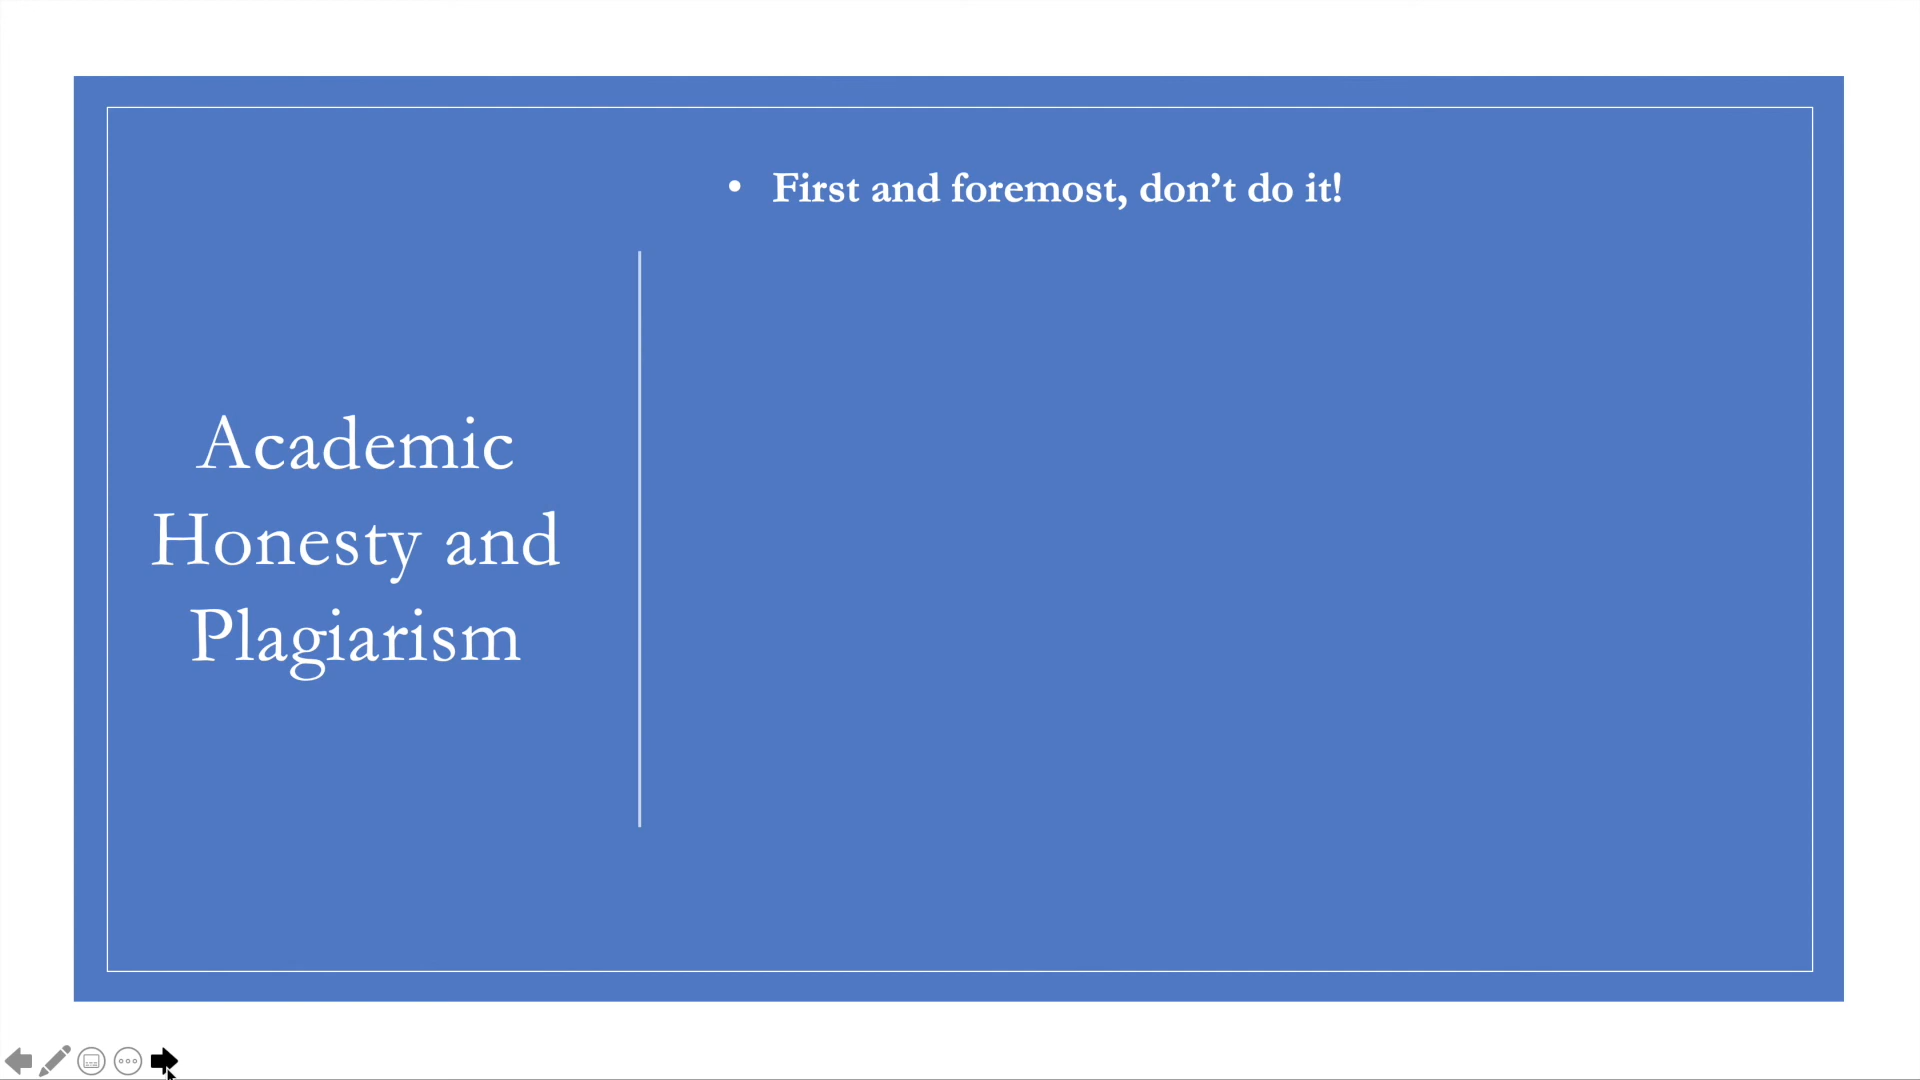 Academic
Honesty and
Plagiarism
• First and foremost, don’t do it!